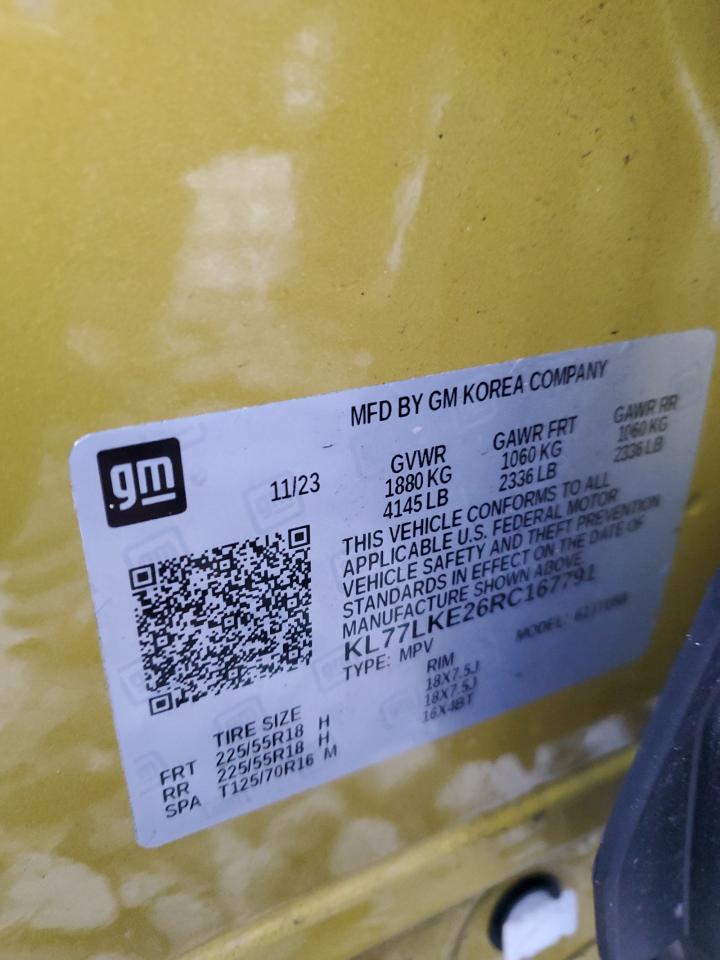 MFD BY GM KOREA COMPANY
gm
11/23
GVWR GAWR FRT GAWR RR
1880 KG 1060 KG 1060 KG
4145 LB 2336 LB 2336 LB
THIS VEHICLE CONFORMS TO ALL
APPLICABLE U.S. FEDERAL MOTOR
VEHICLE SAFETY AND THEFT PREVENTION
STANDARDS IN EFFECT ON THE DATE OF
MANUFACTURE SHOWN ABOVE
KL77LKE26RC167791
TYPE: MPV MODEL:
TIRE SIZE RIM
FRT 225/55R18 H 18X7.5J
RR 225/55R18 H 18X7.5J
SPA T125/70R16 M 16X4BT